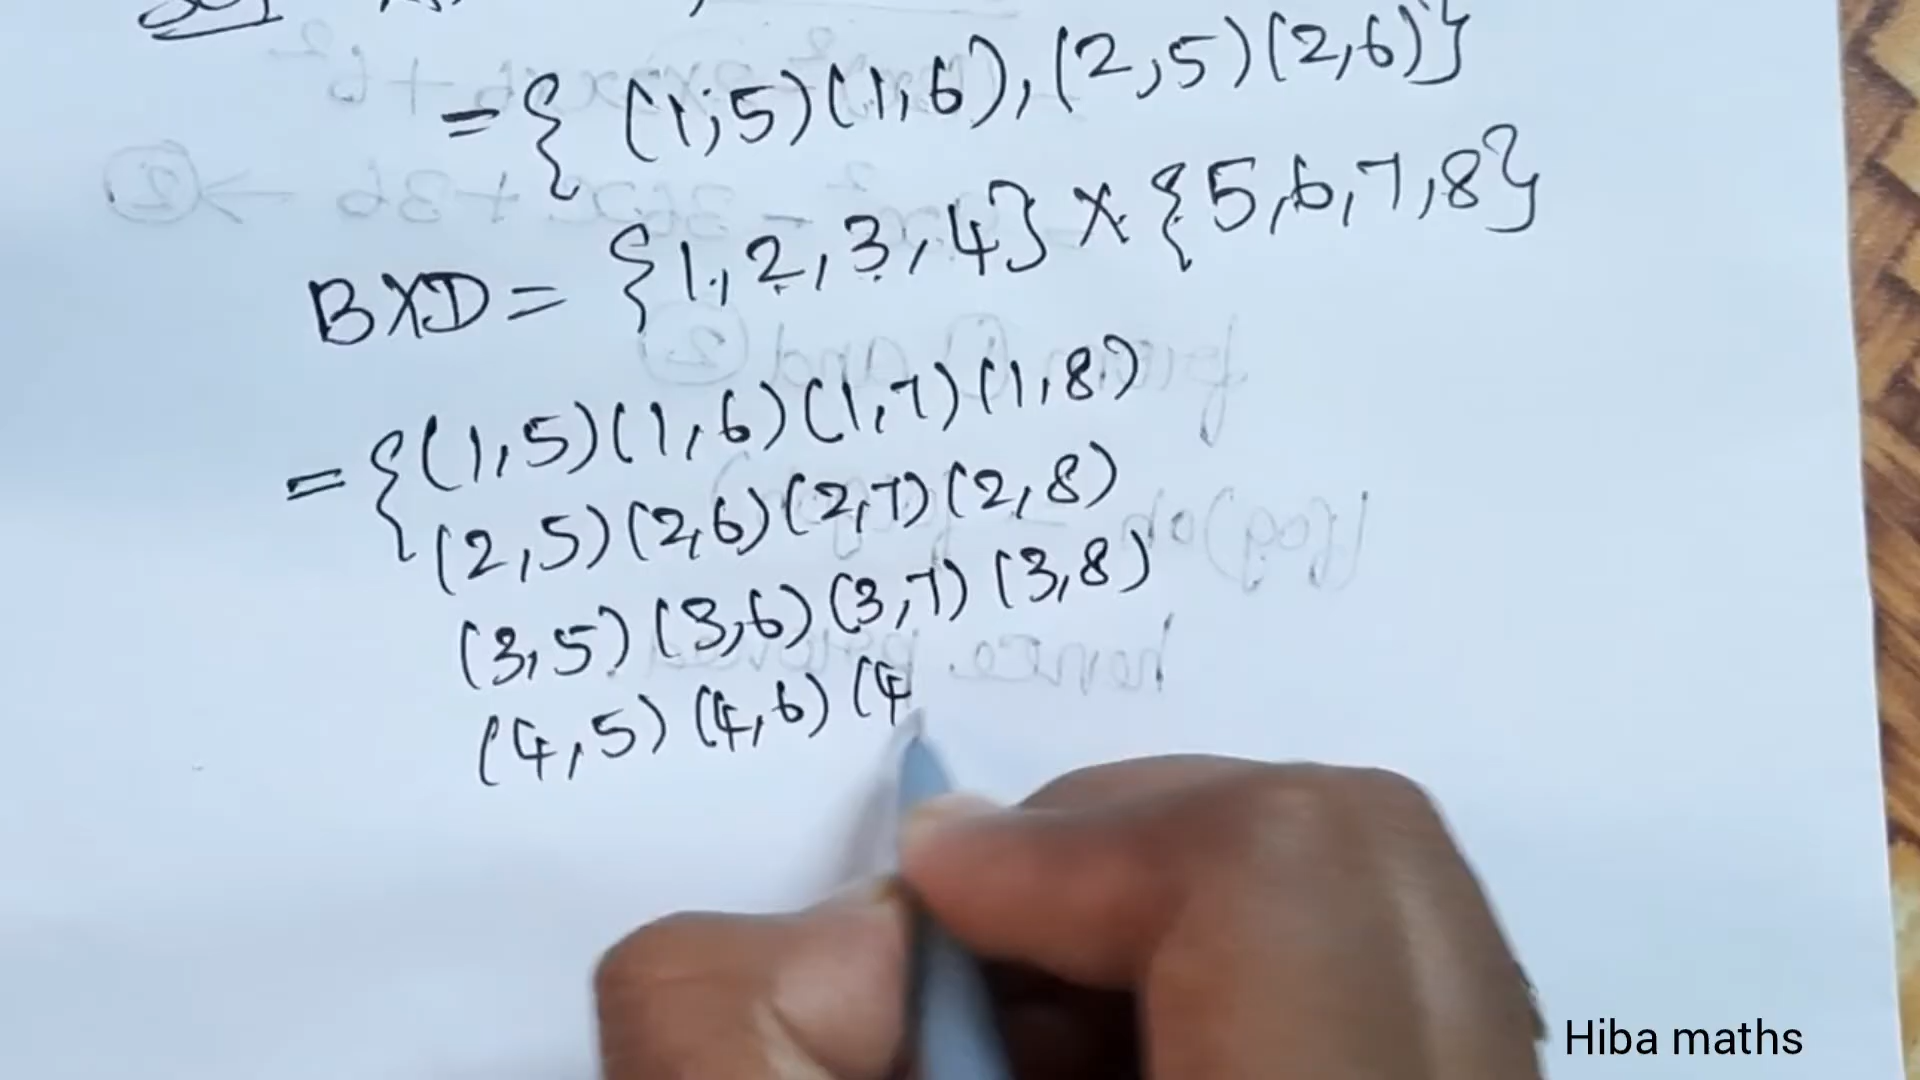 ={ (1,5)(1,6),(2,5)(2,6)}
B×D= {1,2,3,4} × {5,6,7,8}
={(1,5)(1,6)(1,7)(1,8)
(2,5)(2,6)(2,7)(2,8)
(3,5)(3,6)(3,7)(3,8)
(4,5)(4,6)(4
Hiba maths